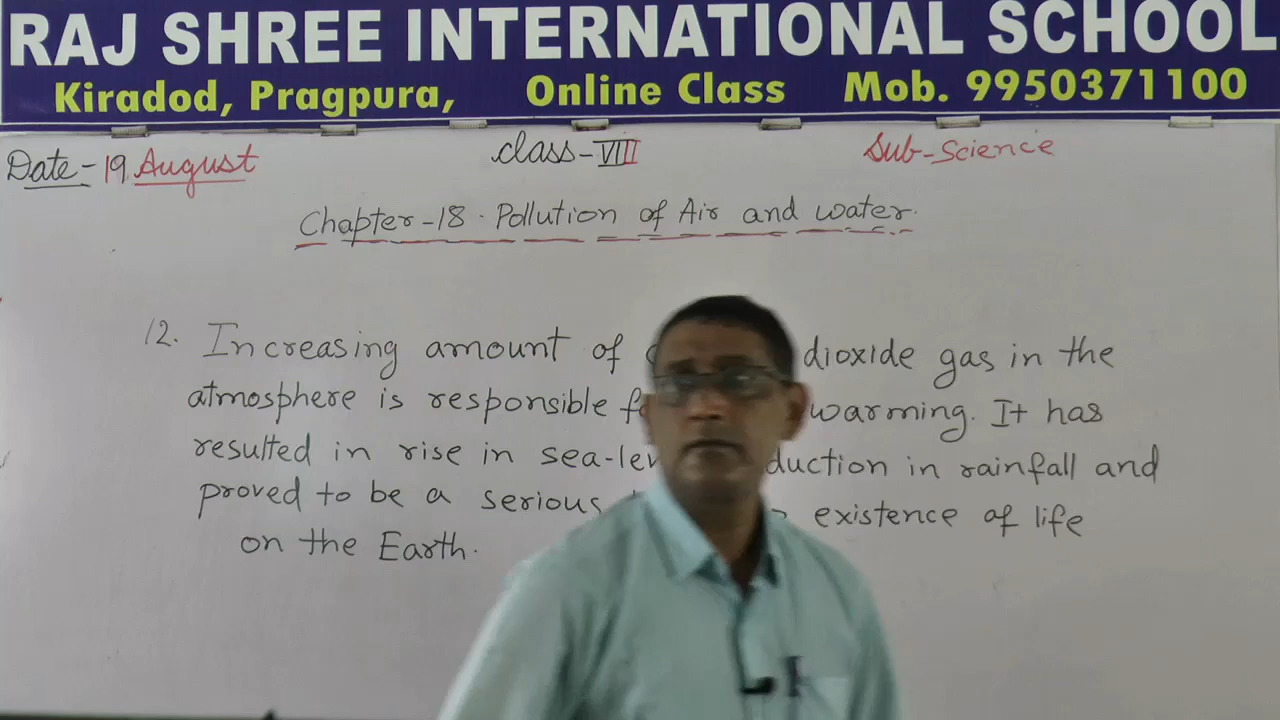 RAJ SHREE INTERNATIONAL SCHOOL
Kiradod, Pragpura, Online Class Mob. 9950371100
Date - 19 August Class - VIII Sub - Science
Chapter - 18 . Pollution of Air and water.
12. Increasing amount of dioxide gas in the
atmosphere is responsible warming. It has
resulted in rise in sea-lev duction in rainfall and
proved to be a serious existence of life
on the Earth.